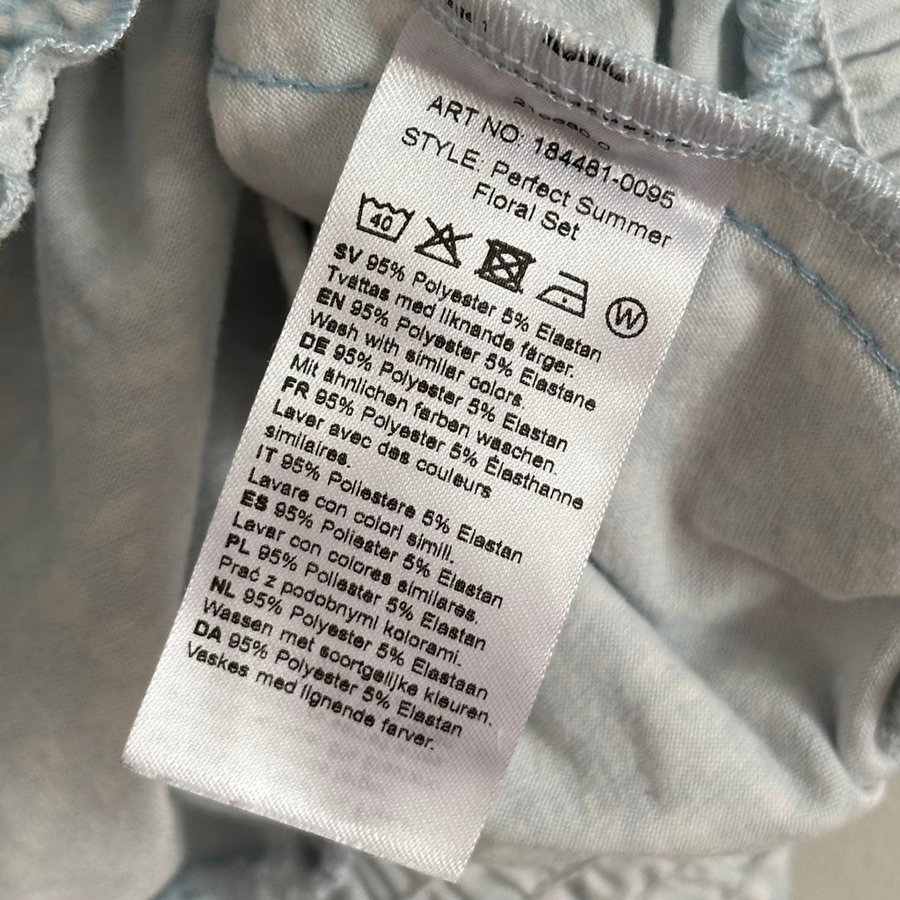 ART NO: 184481-0095
STYLE: Perfect Summer
Floral Set
40 W
SV 95% Polyester 5% Elastan
Tvättas med liknande färger.
EN 95% Polyester 5% Elastane
Wash with similar colors.
DE 95% Polyester 5% Elastan
Mit ähnlichen farben waschen.
FR 95% Polyester 5% Élasthanne
Laver avec des couleurs
similaires.
IT 95% Poliestere 5% Elastan
Lavare con colori simili.
ES 95% Poliester 5% Elastan
Lavar con colores similares.
PL 95% Poliester 5% Elastan
Prać z podobnymi kolorami.
NL 95% Polyester 5% Elastaan
Wassen met soortgelijke kleuren.
DA 95% Polyester 5% Elastan
Vaskes med lignende farver.